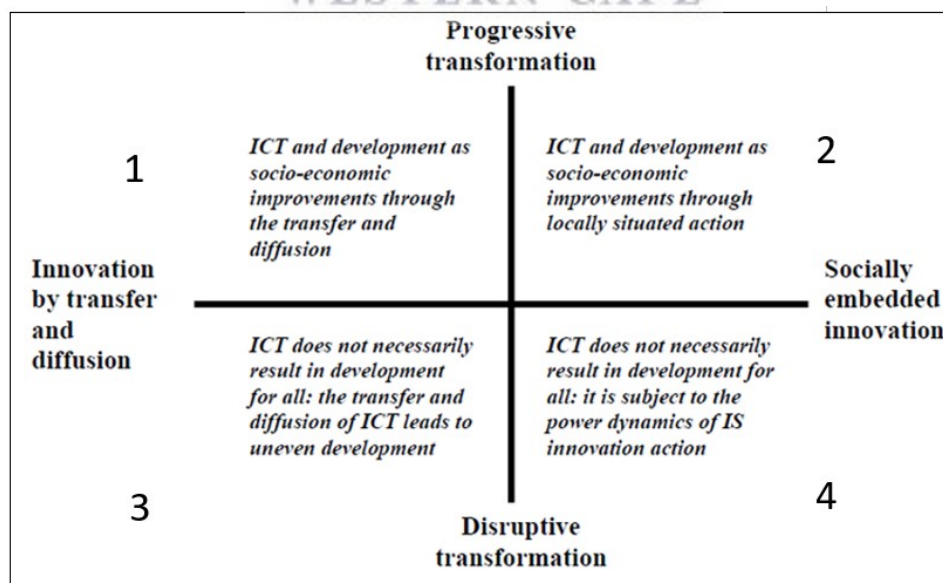 WESTERN CAPE
Progressive
transformation
1
ICT and development as
socio-economic
improvements through
the transfer and
diffusion
ICT and development as
socio-economic
improvements through
locally situated action
2
Innovation
by transfer
and
diffusion
Socially
embedded
innovation
ICT does not necessarily
result in development
for all: the transfer and
diffusion of ICT leads to
uneven development
ICT does not necessarily
result in development for
all: it is subject to the
power dynamics of IS
innovation action
3
4
Disruptive
transformation